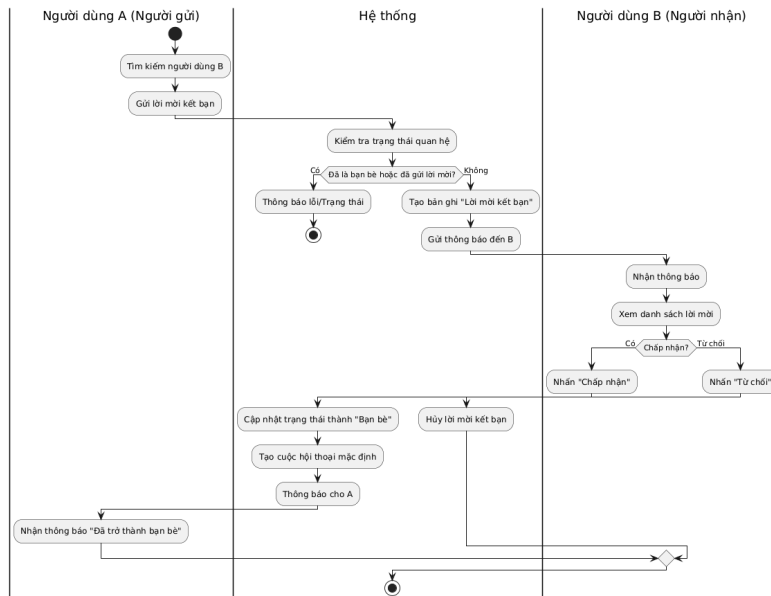 Người dùng A (Người gửi)
Hệ thống
Người dùng B (Người nhận)
Tìm kiếm người dùng B
Gửi lời mời kết bạn
Kiểm tra trạng thái quan hệ
Đã là bạn bè hoặc đã gửi lời mời?
Có
Không
Thông báo lỗi/Trạng thái
Tạo bản ghi "Lời mời kết bạn"
Gửi thông báo đến B
Nhận thông báo
Xem danh sách lời mời
Chấp nhận?
Có
Từ chối
Nhấn "Chấp nhận"
Nhấn "Từ chối"
Cập nhật trạng thái thành "Bạn bè"
Hủy lời mời kết bạn
Tạo cuộc hội thoại mặc định
Thông báo cho A
Nhận thông báo "Đã trở thành bạn bè"